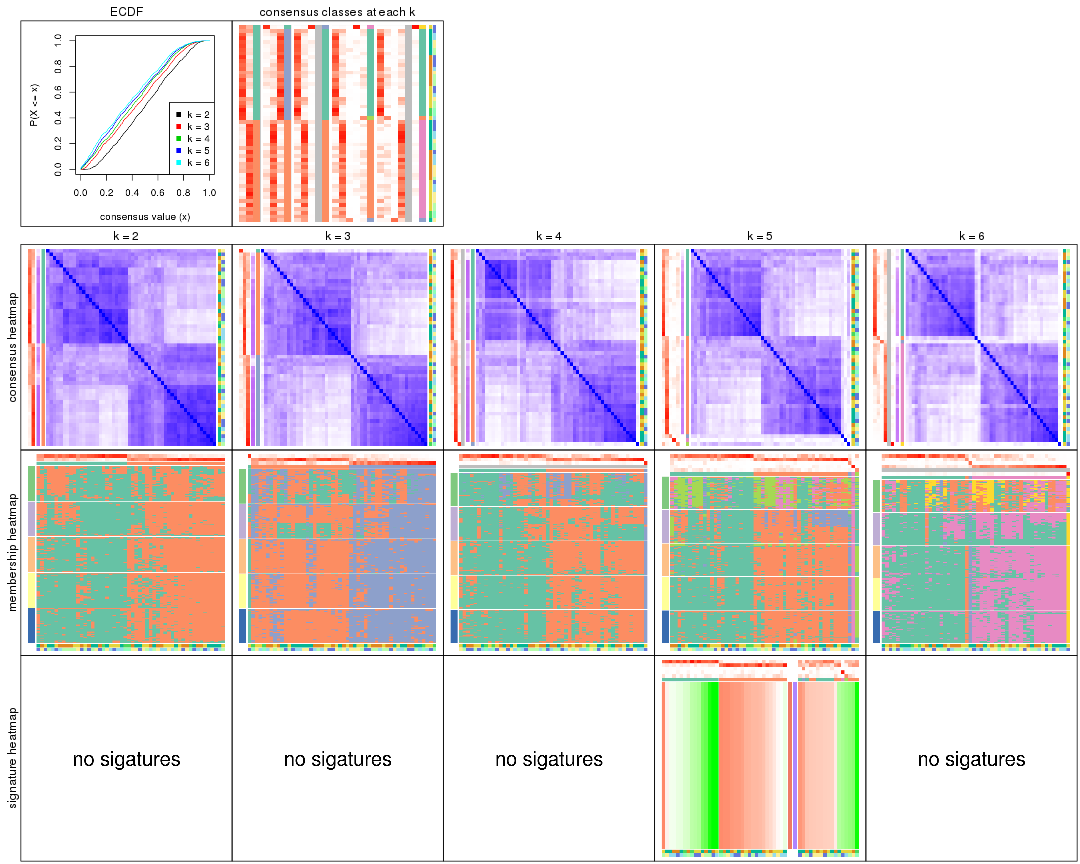 ECDF
consensus classes at each k
P(X <= x)
0.0 0.2 0.4 0.6 0.8 1.0
k = 2
k = 3
k = 4
k = 5
k = 6
0.0 0.2 0.4 0.6 0.8 1.0
consensus value (x)
k = 2
k = 3
k = 4
k = 5
k = 6
consensus heatmap
membership heatmap
signature heatmap
no sigatures
no sigatures
no sigatures
no sigatures